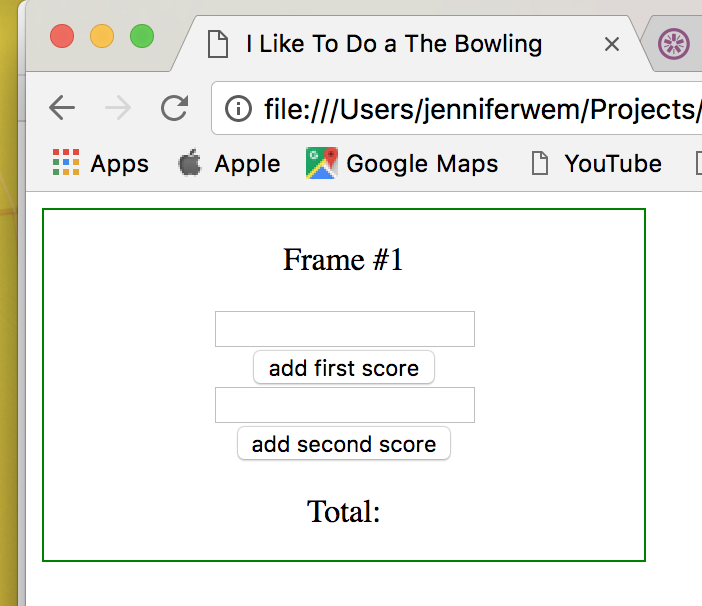 I Like To Do a The Bowling
file:///Users/jenniferwem/Projects/
Apps Apple Google Maps YouTube
Frame #1
add first score
add second score
Total: